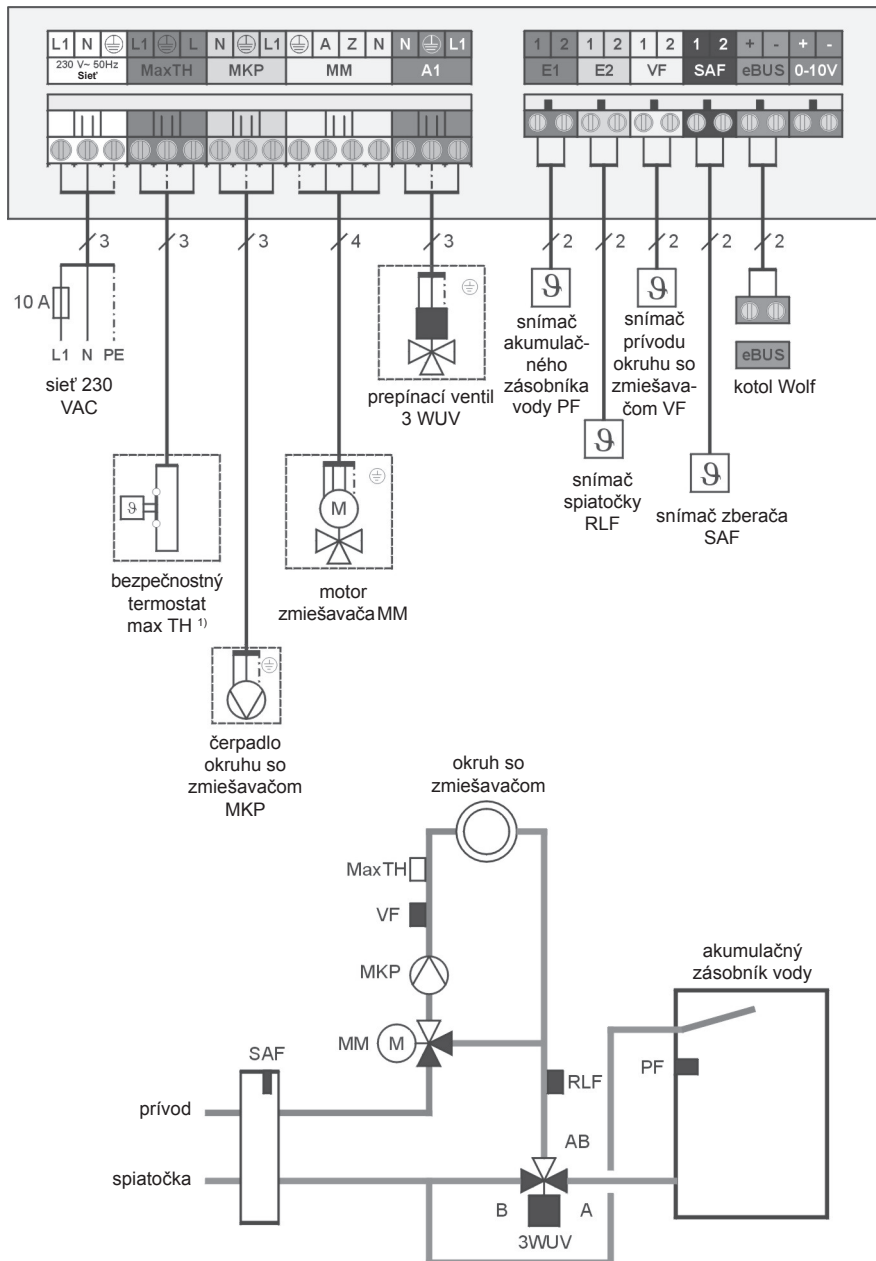 L1 N L1 L N L1 A Z N N L1 1 2 1 2 1 2 1 2 + - + -
230 V~ 50Hz
Sieť
MaxTH MKP MM A1 E1 E2 VF SAF eBUS 0-10V
3 3 3 4 3 2 2 2 2 2
10 A
L1 N PE
sieť 230
VAC
prepínací ventil
3 WUV
ϑ
snímač
akumulač-
ného
zásobníka
vody PF
ϑ
snímač
prívodu
okruhu so
zmiešava-
čom VF
eBUS
kotol Wolf
ϑ
bezpečnostný
termostat
max TH 1)
M
motor
zmiešavača MM
ϑ
snímač
spiatočky
RLF
ϑ
snímač zberača
SAF
čerpadlo
okruhu so
zmiešavačom
MKP
okruh so
zmiešavačom
MaxTH
VF
MKP
MM M
akumulačný
zásobník vody
SAF
PF
RLF
prívod
AB
spiatočka
B A
3WUV